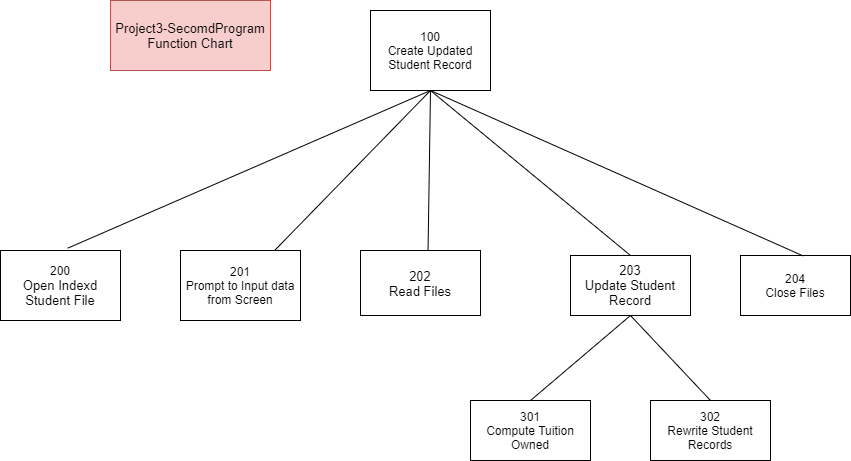 Project3-SecomdProgram
Function Chart
100
Create Updated
Student Record
200
Open Indexd
Student File
201
Prompt to Input data
from Screen
202
Read Files
203
Update Student
Record
204
Close Files
301
Compute Tuition
Owned
302
Rewrite Student
Records